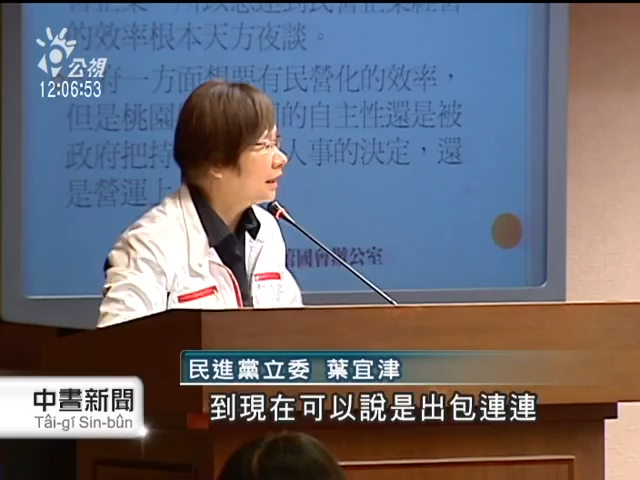 的效率根本天方夜談。
公視
12:06:53
府一方面想要有民營化的效率，
但是桃園 的自主性還是被
政府把持 人事的決定，還
是營運上
國會辦公室
民進黨立委 葉宜津
中晝新聞
Tâi-gí Sin-bûn
到現在可以說是出包連連